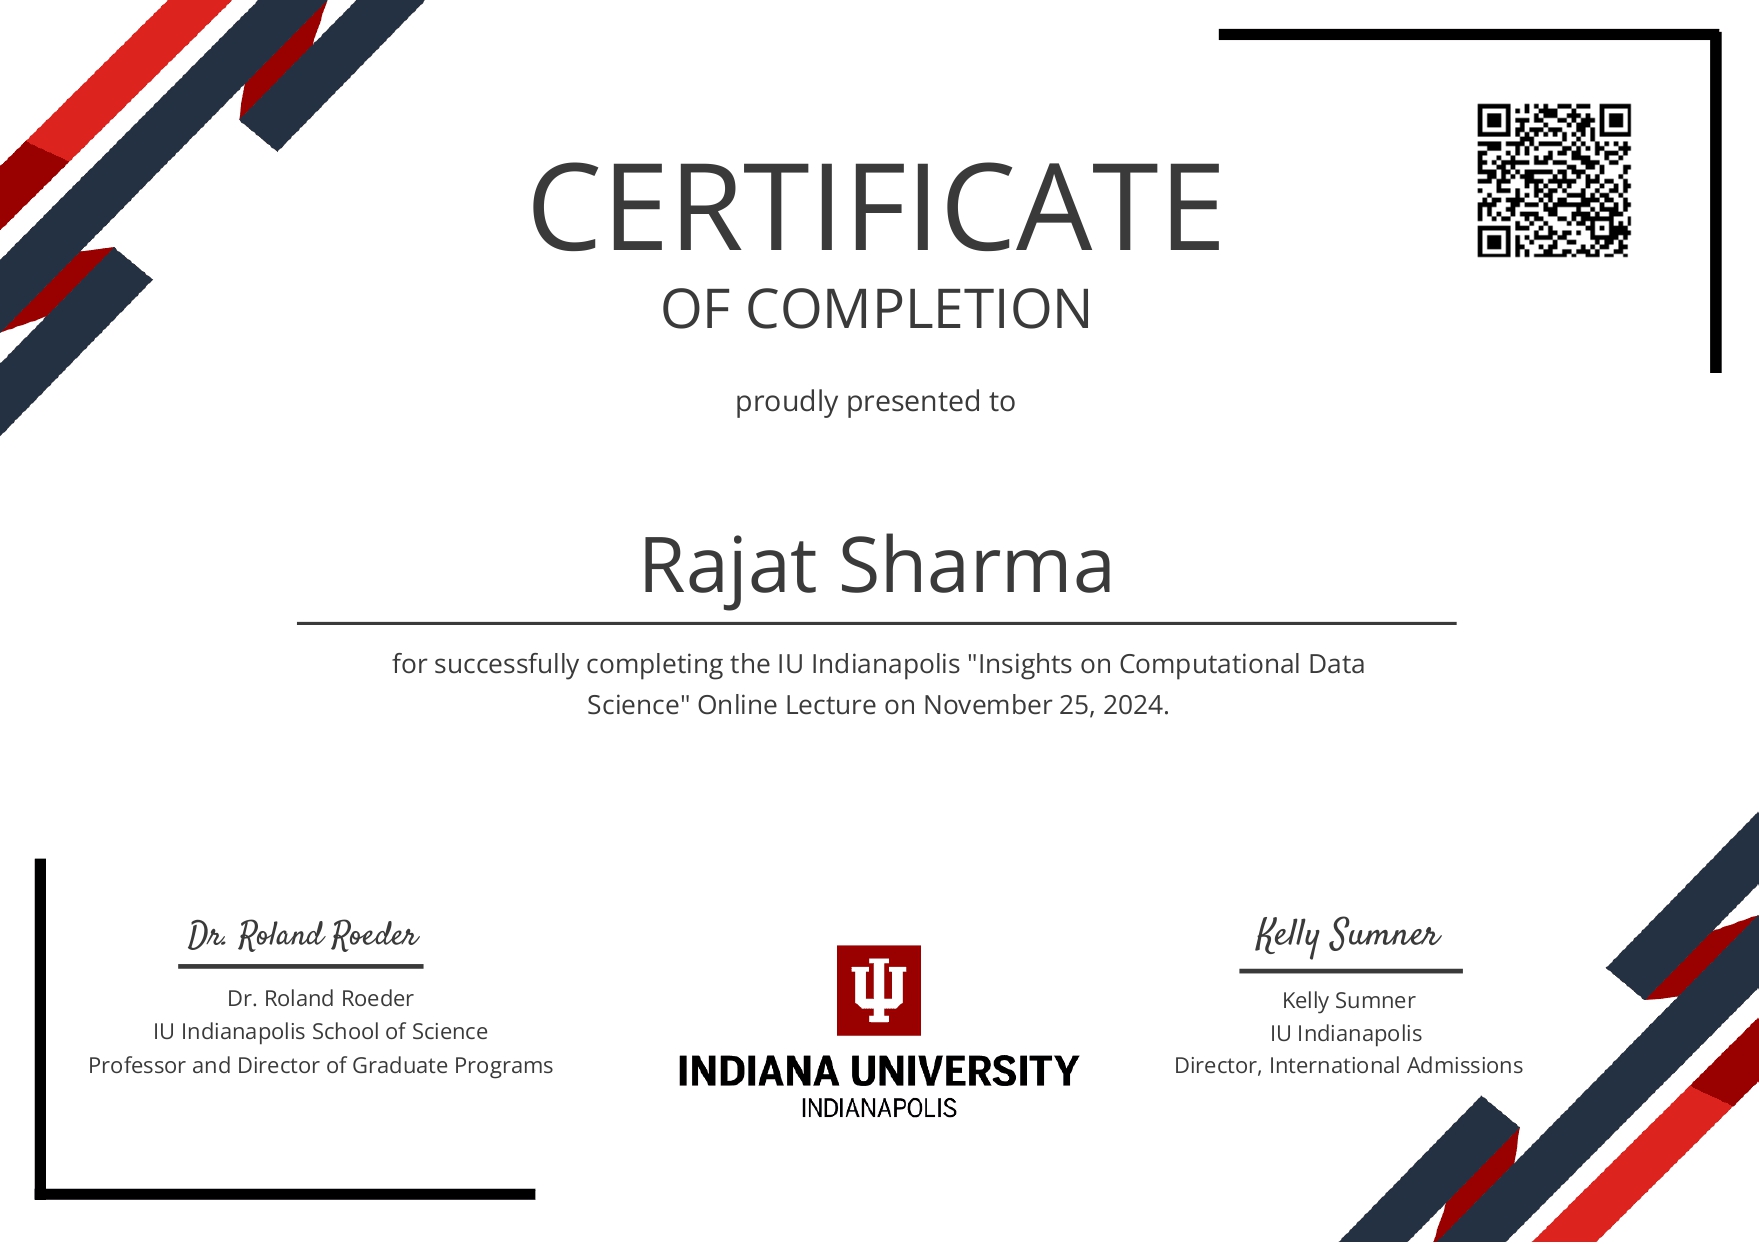 CERTIFICATE
OF COMPLETION
proudly presented to
Rajat Sharma
for successfully completing the IU Indianapolis "Insights on Computational Data
Science" Online Lecture on November 25, 2024.
Dr. Roland Roeder
Dr. Roland Roeder
IU Indianapolis School of Science
Professor and Director of Graduate Programs
INDIANA UNIVERSITY
INDIANAPOLIS
Kelly Sumner
Kelly Sumner
IU Indianapolis
Director, International Admissions